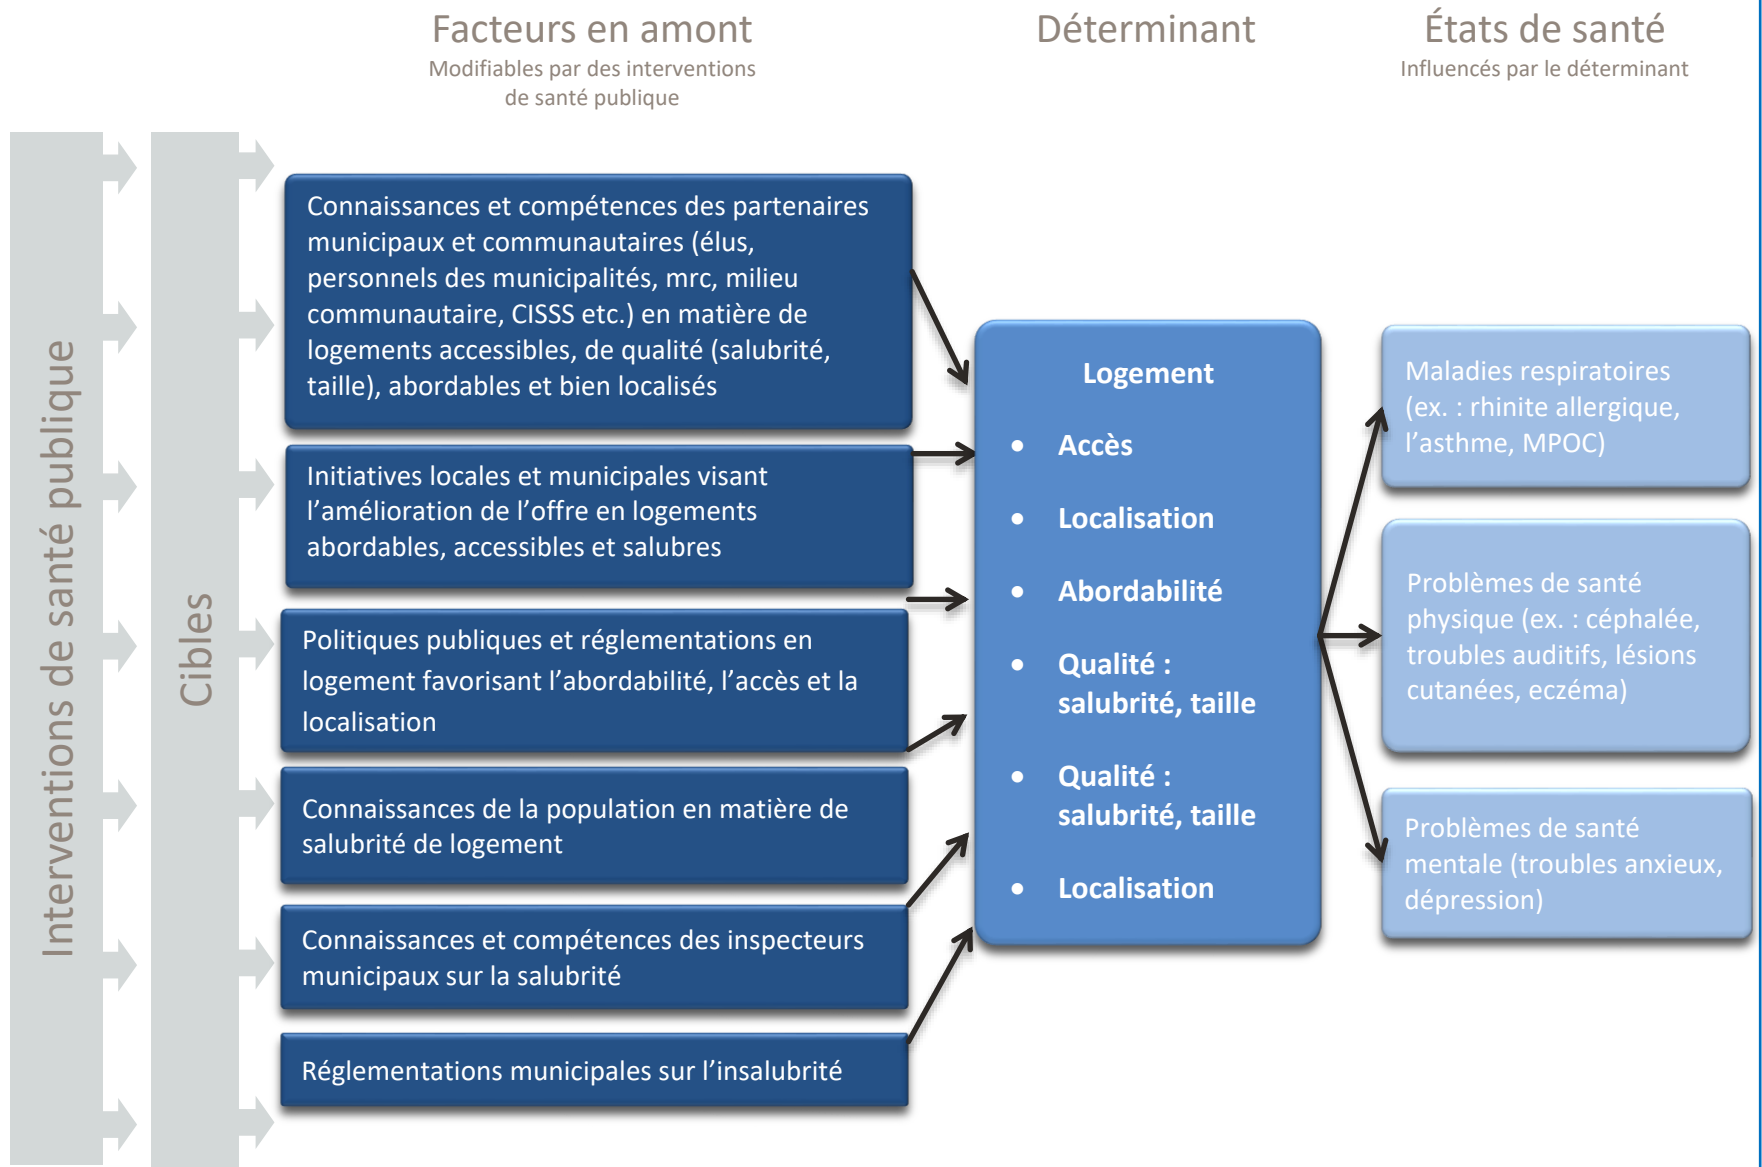 Facteurs en amont
Modifiables par des interventions
de santé publique
Déterminant
États de santé
Influencés par le déterminant
Interventions de santé publique
Cibles
Connaissances et compétences des partenaires
municipaux et communautaires (élus,
personnels des municipalités, mrc, milieu
communautaire, CISSS etc.) en matière de
logements accessibles, de qualité (salubrité,
taille), abordables et bien localisés
Initiatives locales et municipales visant
l’amélioration de l’offre en logements
abordables, accessibles et salubres
Politiques publiques et réglementations en
logement favorisant l’abordabilité, l’accès et la
localisation
Connaissances de la population en matière de
salubrité de logement
Connaissances et compétences des inspecteurs
municipaux sur la salubrité
Réglementations municipales sur l’insalubrité
Logement
• Accès
• Localisation
• Abordabilité
• Qualité :
salubrité, taille
• Qualité :
salubrité, taille
• Localisation
Maladies respiratoires
(ex. : rhinite allergique,
l’asthme, MPOC)
Problèmes de santé
physique (ex. : céphalée,
troubles auditifs, lésions
cutanées, eczéma)
Problèmes de santé
mentale (troubles anxieux,
dépression)